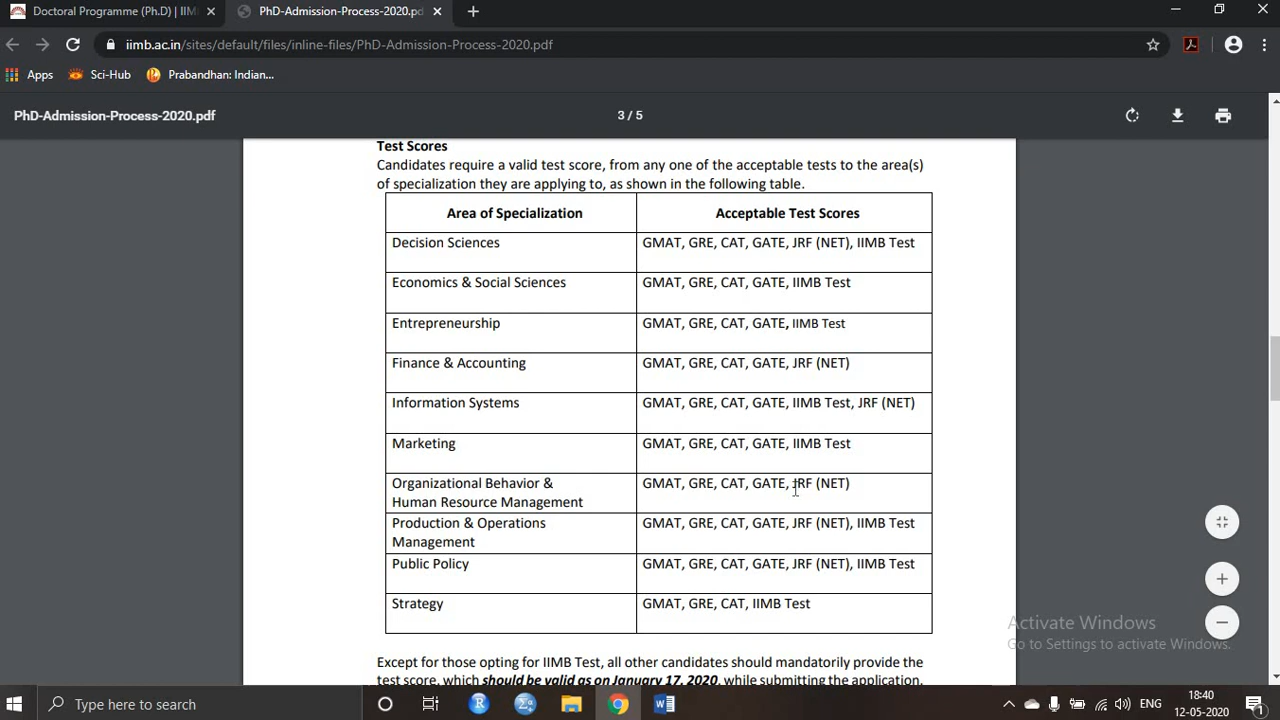 Doctoral Programme (Ph.D) | IIM
PhD-Admission-Process-2020.pd
iimb.ac.in/sites/default/files/inline-files/PhD-Admission-Process-2020.pdf
Apps
Sci-Hub
Prabandhan: Indian...
PhD-Admission-Process-2020.pdf
3 / 5
Test Scores
Candidates require a valid test score, from any one of the acceptable tests to the area(s)
of specialization they are applying to, as shown in the following table.
Area of Specialization Acceptable Test Scores
Decision Sciences GMAT, GRE, CAT, GATE, JRF (NET), IIMB Test
Economics & Social Sciences GMAT, GRE, CAT, GATE, IIMB Test
Entrepreneurship GMAT, GRE, CAT, GATE, IIMB Test
Finance & Accounting GMAT, GRE, CAT, GATE, JRF (NET)
Information Systems GMAT, GRE, CAT, GATE, IIMB Test, JRF (NET)
Marketing GMAT, GRE, CAT, GATE, IIMB Test
Organizational Behavior & GMAT, GRE, CAT, GATE, JRF (NET)
Human Resource Management
Production & Operations GMAT, GRE, CAT, GATE, JRF (NET), IIMB Test
Management
Public Policy GMAT, GRE, CAT, GATE, JRF (NET), IIMB Test
Strategy GMAT, GRE, CAT, IIMB Test
Except for those opting for IIMB Test, all other candidates should mandatorily provide the
test score, which should be valid as on January 17, 2020, while submitting the application.
Activate Windows
Go to Settings to activate Windows.
Type here to search
ENG
18:40
12-05-2020
1